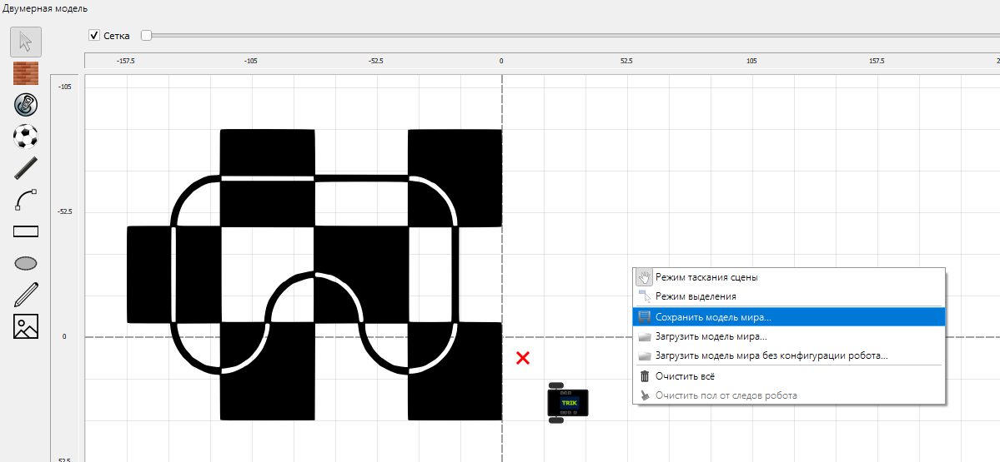 Двумерная модель
Сетка
-157.5 -105 -52.5 0 52.5 105 157.5
-105
-52.5
0
52.5
Режим таскания сцены
Режим выделения
Сохранить модель мира...
Загрузить модель мира...
Загрузить модель мира без конфигурации робота...
Очистить всё
Очистить пол от следов робота
TRIK